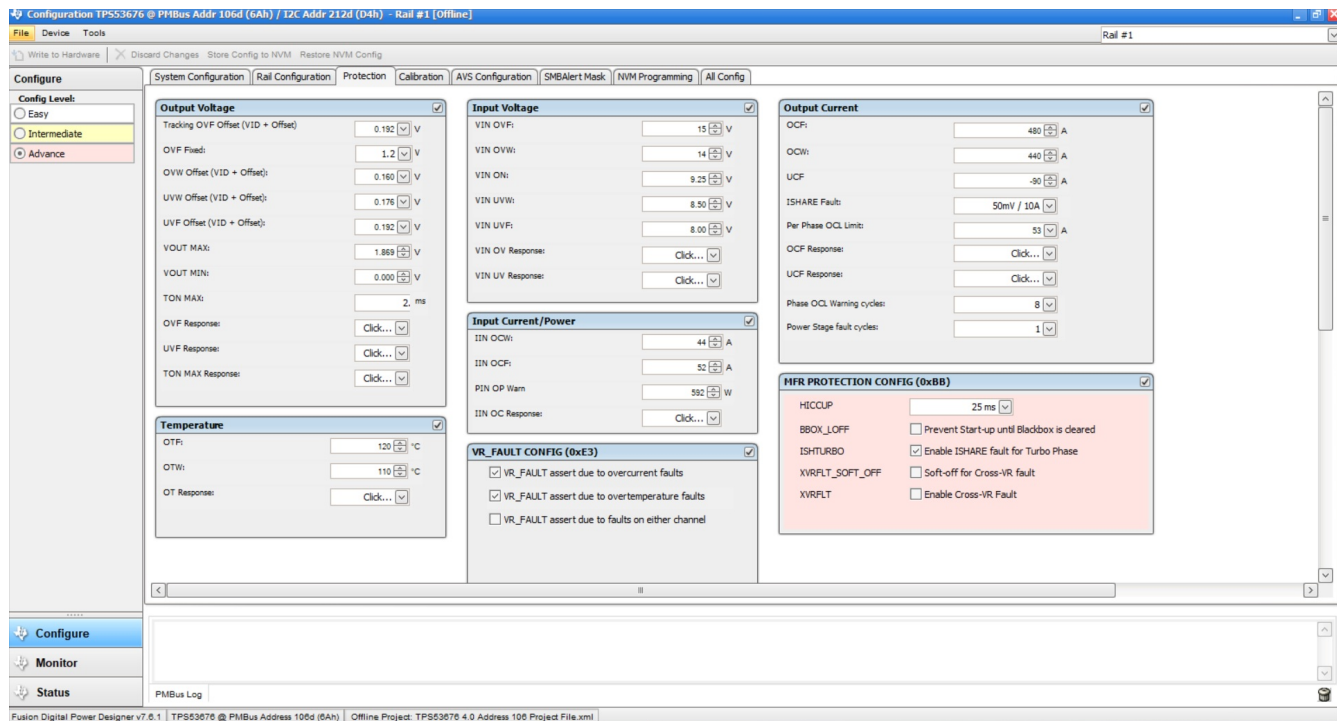 Configuration TPS53676 @ PMBus Addr 106d (6Ah) / I2C Addr 212d (D4h) - Rail #1 [Offline]
File Device Tools
Rail #1
Write to Hardware Discard Changes Store Config to NVM Restore NVM Config
Configure
System Configuration Rail Configuration Protection Calibration AVS Configuration SMBAlert Mask NVM Programming All Config
Config Level:
Easy
Intermediate
Advance
Output Voltage
Tracking OVF Offset (VID + Offset) 0.192 V
OVF Fixed: 1.2 V
OVW Offset (VID + Offset): 0.160 V
UVW Offset (VID + Offset): 0.176 V
UVF Offset (VID + Offset): 0.192 V
VOUT MAX: 1.869 V
VOUT MIN: 0.000 V
TON MAX: 2. ms
OVF Response: Click...
UVF Response: Click...
TON MAX Response: Click...
Temperature
OTF: 120 °C
OTW: 110 °C
OT Response: Click...
Input Voltage
VIN OVF: 15 V
VIN OVW: 14 V
VIN ON: 9.25 V
VIN UVW: 8.50 V
VIN UVF: 8.00 V
VIN OV Response: Click...
VIN UV Response: Click...
Input Current/Power
IIN OCW: 44 A
IIN OCF: 52 A
PIN OP Warn 592 W
IIN OC Response: Click...
VR_FAULT CONFIG (0xE3)
VR_FAULT assert due to overcurrent faults
VR_FAULT assert due to overtemperature faults
VR_FAULT assert due to faults on either channel
Output Current
OCF: 480 A
OCW: 440 A
UCF -90 A
ISHARE Fault: 50mV / 10A
Per Phase OCL Limit: 53 A
OCF Response: Click...
UCF Response: Click...
Phase OCL Warning cycles: 8
Power Stage fault cycles: 1
MFR PROTECTION CONFIG (0xBB)
HICCUP 25 ms
BBOX_LOFF Prevent Start-up until Blackbox is cleared
ISHTURBO Enable ISHARE fault for Turbo Phase
XVRFLT_SOFT_OFF Soft-off for Cross-VR fault
XVRFLT Enable Cross-VR Fault
Configure
Monitor
Status
PMBus Log
Fusion Digital Power Designer v7.6.1 TPS53676 @ PMBus Address 106d (6Ah) Offline Project: TPS53676 4.0 Address 106 Project File.xml